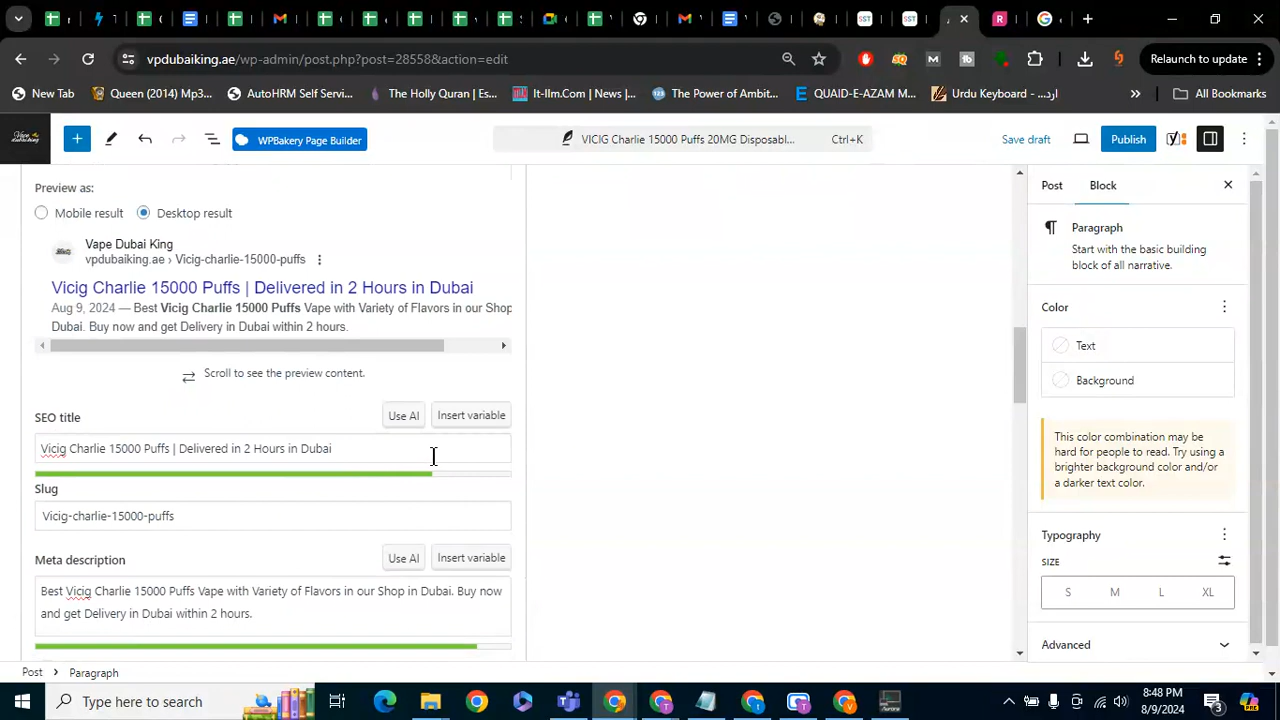 vpdubaiking.ae/wp-admin/post.php?post=28558&action=edit
Relaunch to update
New Tab
Queen (2014) Mp3...
AutoHRM Self Servi...
The Holly Quran | Es...
It-Ilm.Com | News |...
The Power of Ambit...
QUAID-E-AZAM M...
Urdu Keyboard - ارد...
All Bookmarks
WPBakery Page Builder
VICIG Charlie 15000 Puffs 20MG Disposabl...
Ctrl+K
Save draft
Publish
Preview as:
Mobile result
Desktop result
Vape Dubai King
vpdubaiking.ae › Vicig-charlie-15000-puffs
Vicig Charlie 15000 Puffs | Delivered in 2 Hours in Dubai
Aug 9, 2024 — Best Vicig Charlie 15000 Puffs Vape with Variety of Flavors in our Shop
Dubai. Buy now and get Delivery in Dubai within 2 hours.
Scroll to see the preview content.
SEO title
Use AI
Insert variable
Vicig Charlie 15000 Puffs | Delivered in 2 Hours in Dubai
Slug
Vicig-charlie-15000-puffs
Meta description
Use AI
Insert variable
Best Vicig Charlie 15000 Puffs Vape with Variety of Flavors in our Shop in Dubai. Buy now
and get Delivery in Dubai within 2 hours.
Post
Block
Paragraph
Start with the basic building
block of all narrative.
Color
Text
Background
This color combination may be
hard for people to read. Try using a
brighter background color and/or
a darker text color.
Typography
SIZE
S
M
L
XL
Advanced
Post
Paragraph
Type here to search
8:48 PM
8/9/2024
3